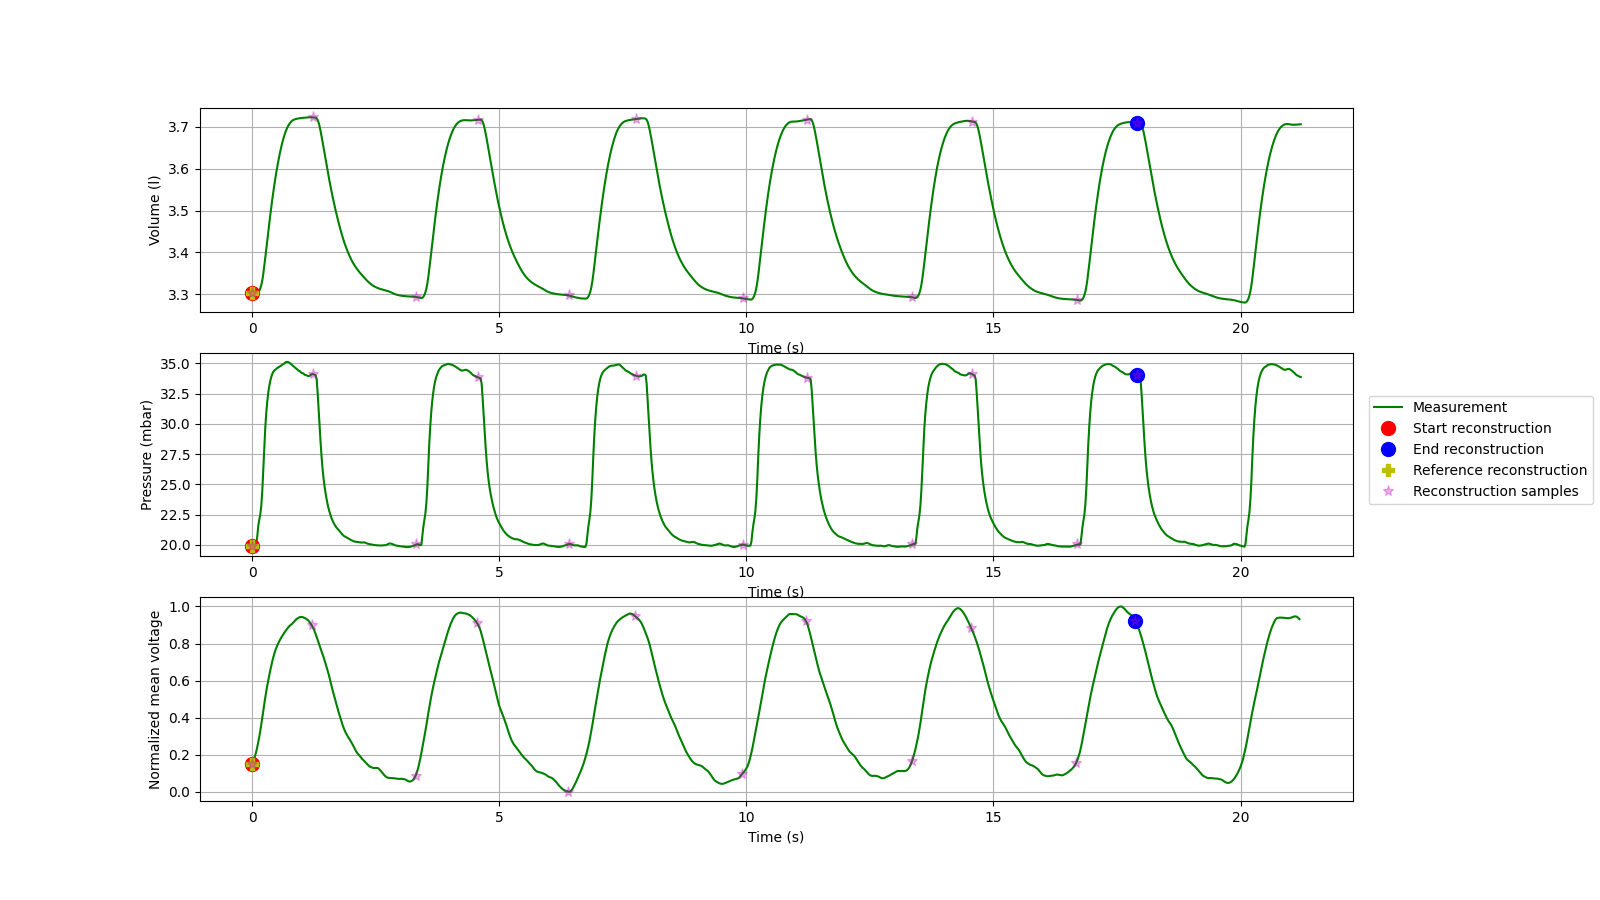 3.7
3.6
3.5
3.4
3.3
Volume (l)
0 5 10 15 20
Time (s)
35.0
32.5
30.0
27.5
25.0
22.5
20.0
Pressure (mbar)
0 5 10 15 20
Time (s)
Measurement
Start reconstruction
End reconstruction
Reference reconstruction
Reconstruction samples
1.0
0.8
0.6
0.4
0.2
0.0
Normalized mean voltage
0 5 10 15 20
Time (s)